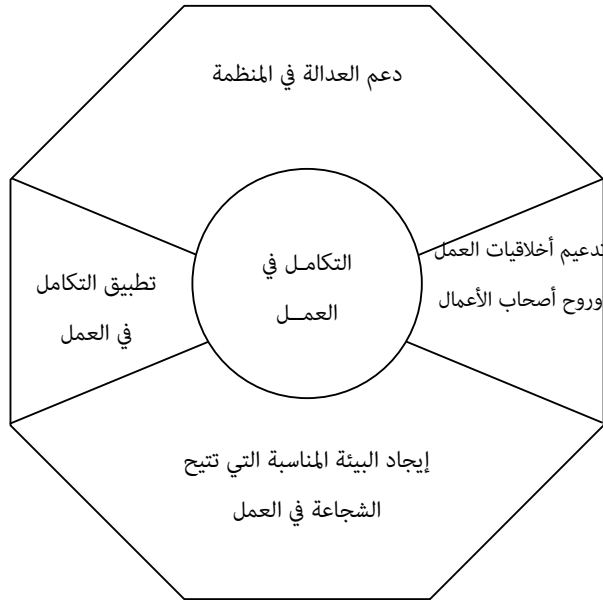 دعم العدالة في المنظمة
تدعيم أخلاقيات العمل
وروح أصحاب الأعمال
التكامـل في
العمـــل
تطبيق التكامل
في العمل
إيجاد البيئة المناسبة التي تتيح
الشجاعة في العمل